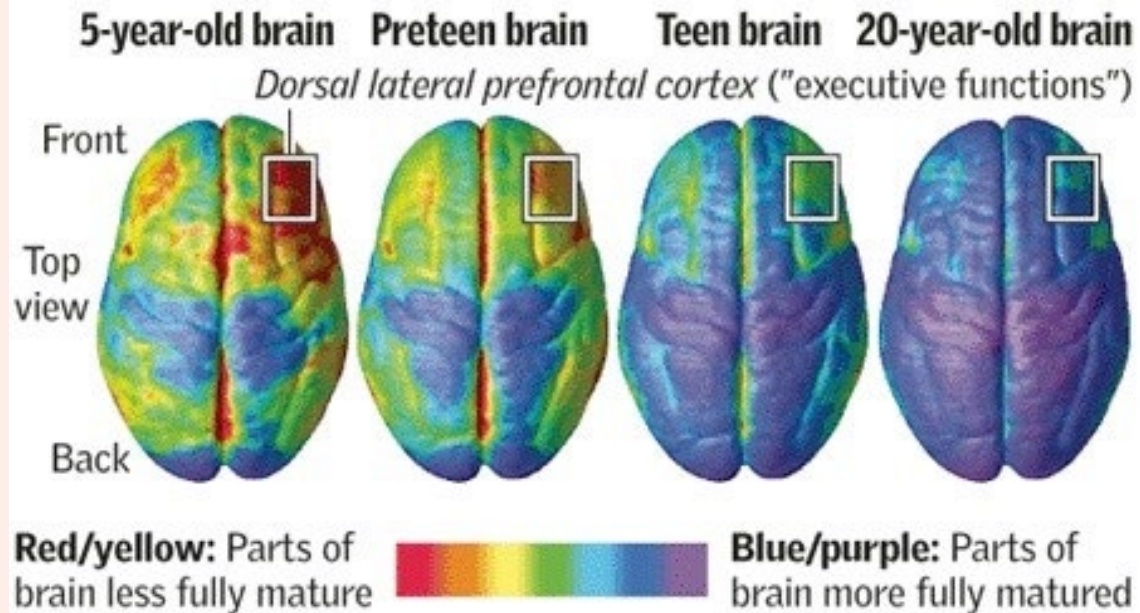 5-year-old brain Preteen brain Teen brain 20-year-old brain
Dorsal lateral prefrontal cortex ("executive functions")
Front
Top
view
Back
Red/yellow: Parts of
brain less fully mature
Blue/purple: Parts of
brain more fully matured